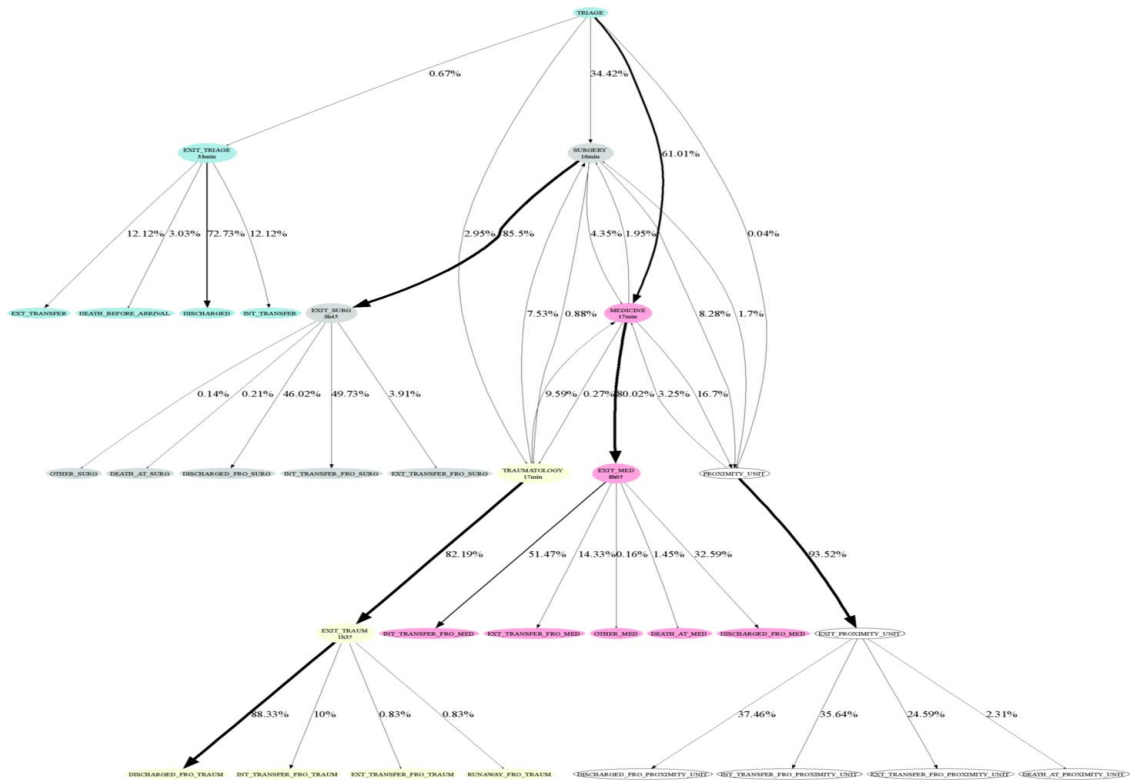 TRIAGE
0.67%
34.42%
EXIT_TRIAGE
33min
SURGERY
16min
61.01%
12.12%
3.03%
72.73%
12.12%
2.95%
85.5%
4.35%
1.95%
0.04%
EXT_TRANSFER
DEATH_BEFORE_ARRIVAL
DISCHARGED
INT_TRANSFER
EXIT_SURG
3h45
MEDICINE
17min
7.53%
0.88%
8.28%
1.7%
0.14%
0.21%
46.02%
49.73%
3.91%
9.59%
0.27%
80.02%
3.25%
16.7%
OTHER_SURG
DEATH_AT_SURG
DISCHARGED_FRO_SURG
INT_TRANSFER_FRO_SURG
EXT_TRANSFER_FRO_SURG
TRAUMATOLOGY
17min
EXIT_MED
PROXIMITY_UNIT
82.19%
51.47%
14.33%
0.16%
1.45%
32.59%
93.52%
EXIT_TRAUM
1h35
INT_TRANSFER_FRO_MED
EXT_TRANSFER_FRO_MED
OTHER_MED
DEATH_AT_MED
DISCHARGED_FRO_MED
EXIT_PROXIMITY_UNIT
88.33%
10%
0.83%
0.83%
37.46%
35.64%
24.59%
2.31%
DISCHARGED_FRO_TRAUM
INT_TRANSFER_FRO_TRAUM
EXT_TRANSFER_FRO_TRAUM
RUNAWAY_FRO_TRAUM
DISCHARGED_FRO_PROXIMITY_UNIT
INT_TRANSFER_FRO_PROXIMITY_UNIT
EXT_TRANSFER_FRO_PROXIMITY_UNIT
DEATH_AT_PROXIMITY_UNIT